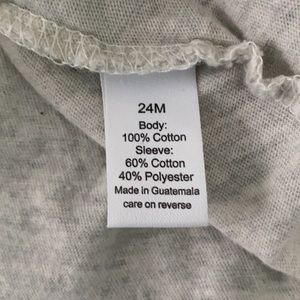 24M
Body:
100% Cotton
Sleeve:
60% Cotton
40% Polyester
Made in Guatemala
care on reverse